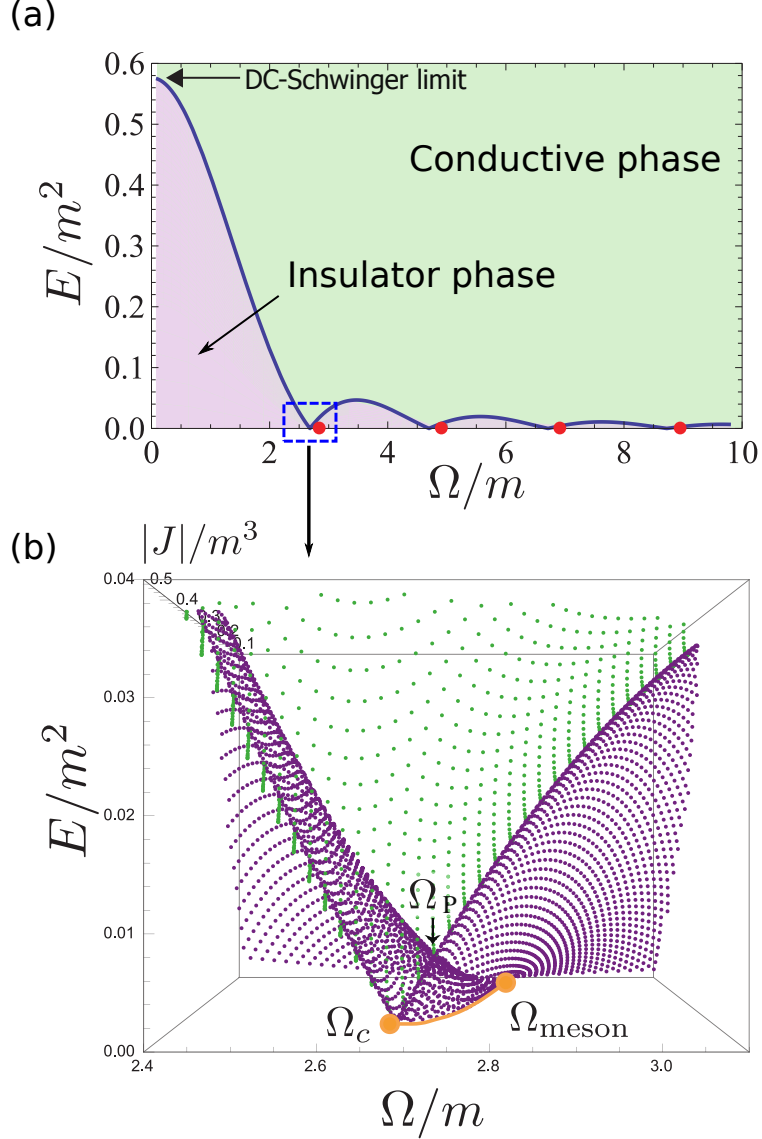 (a)
0.6
DC-Schwinger limit
0.5
Conductive phase
0.4
E/m²
0.3
Insulator phase
0.2
0.1
0.0
0 2 4 6 8 10
Ω/m
(b)
|J|/m³
0.04 0.5
0.4
0.3
0.2
0.1
0.03
E/m²
0.02
Ω_P
0.01
Ω_c Ω_meson
0.00
2.4 2.6 2.8 3.0
Ω/m